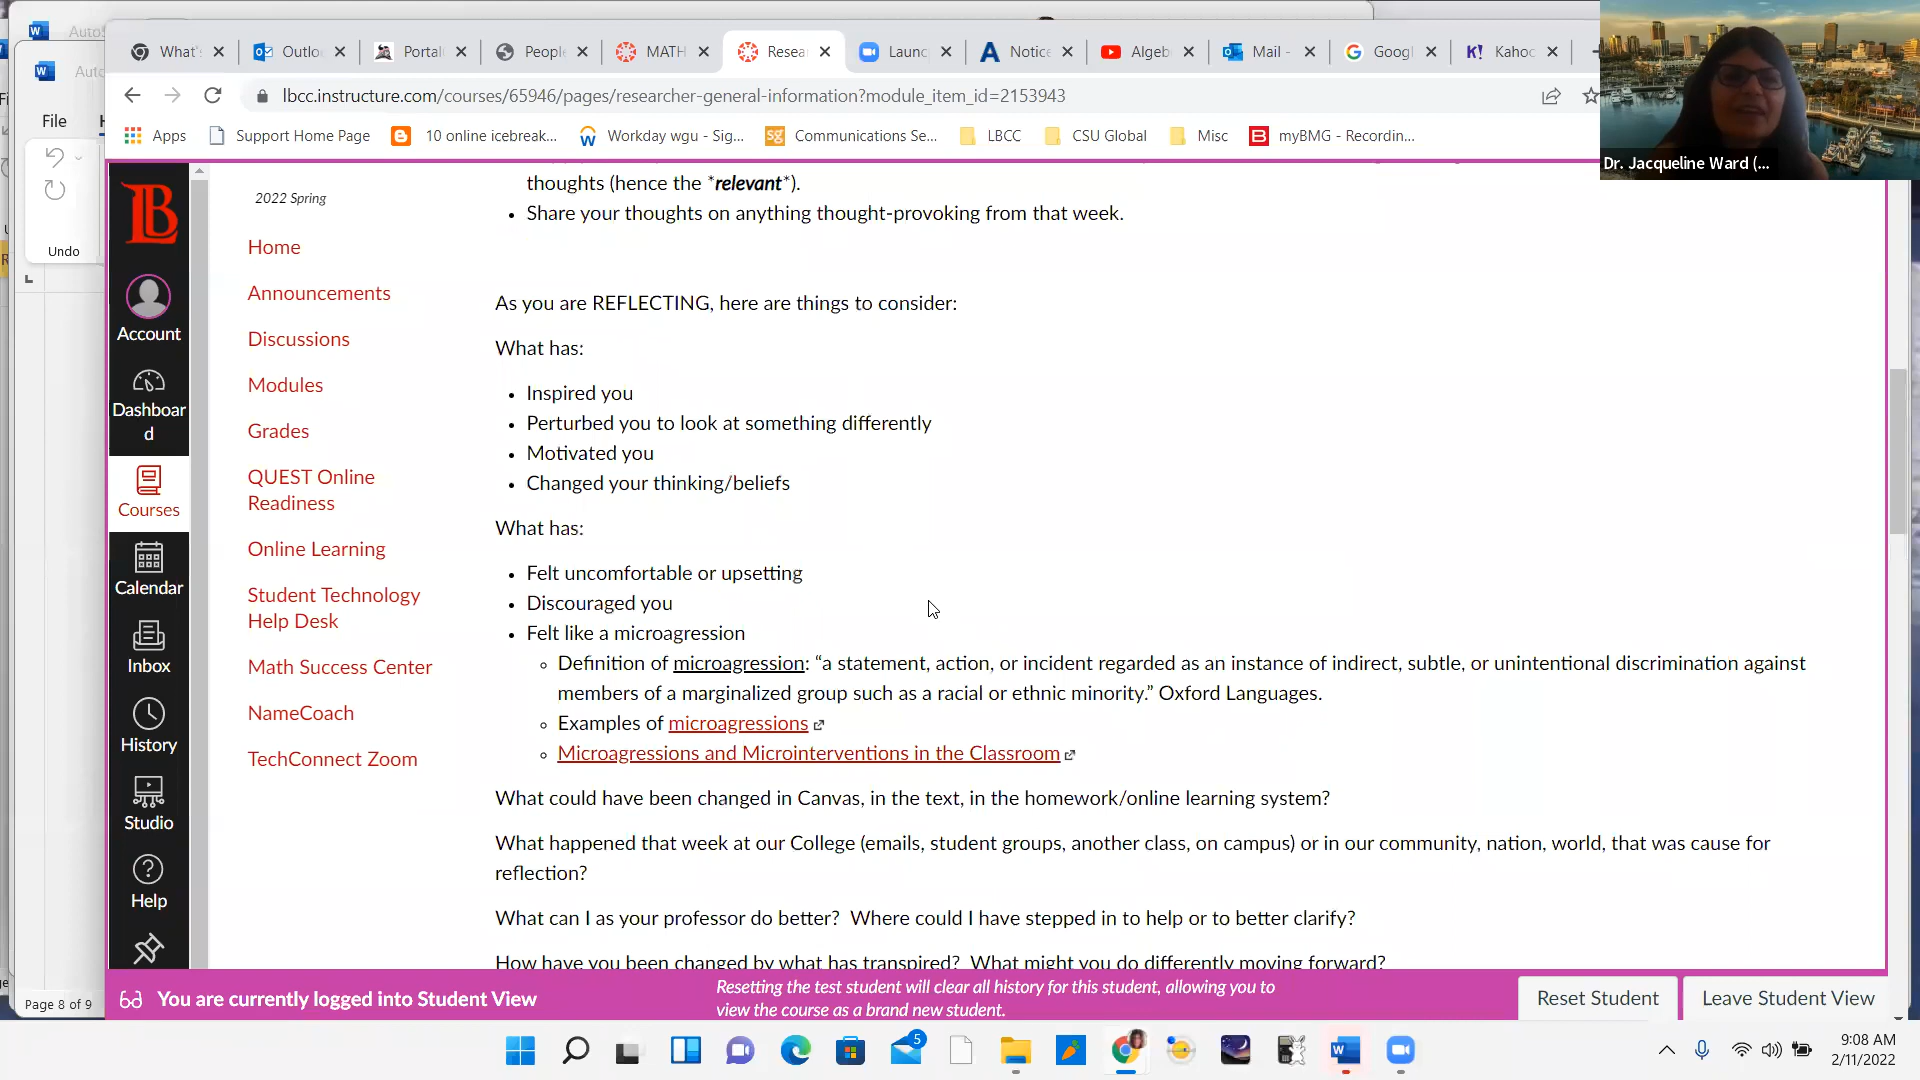 AutoS
Auto
What's
Outlo
Portal
People
MATH
Resea
Launc
Notice
Algeb
Mail -
Googl
Kahoo
lbcc.instructure.com/courses/65946/pages/researcher-general-information?module_item_id=2153943
File
Apps
Support Home Page
10 online icebreak...
Workday wgu - Sig...
Communications Se...
LBCC
CSU Global
Misc
myBMG - Recordin...
Dr. Jacqueline Ward (...
Undo
LB
Account
Dashboar
d
Courses
Calendar
Inbox
History
Studio
Help
2022 Spring
Home
Announcements
Discussions
Modules
Grades
QUEST Online
Readiness
Online Learning
Student Technology
Help Desk
Math Success Center
NameCoach
TechConnect Zoom
thoughts (hence the *relevant*).
• Share your thoughts on anything thought-provoking from that week.
As you are REFLECTING, here are things to consider:
What has:
• Inspired you
• Perturbed you to look at something differently
• Motivated you
• Changed your thinking/beliefs
What has:
• Felt uncomfortable or upsetting
• Discouraged you
• Felt like a microagression
◦ Definition of microagression: “a statement, action, or incident regarded as an instance of indirect, subtle, or unintentional discrimination against
members of a marginalized group such as a racial or ethnic minority.” Oxford Languages.
◦ Examples of microagressions
◦ Microagressions and Microinterventions in the Classroom
What could have been changed in Canvas, in the text, in the homework/online learning system?
What happened that week at our College (emails, student groups, another class, on campus) or in our community, nation, world, that was cause for
reflection?
What can I as your professor do better?  Where could I have stepped in to help or to better clarify?
How have you been changed by what has transpired?  What might you do differently moving forward?
Page 8 of 9
You are currently logged into Student View
Resetting the test student will clear all history for this student, allowing you to
view the course as a brand new student.
Reset Student
Leave Student View
5
9:08 AM
2/11/2022